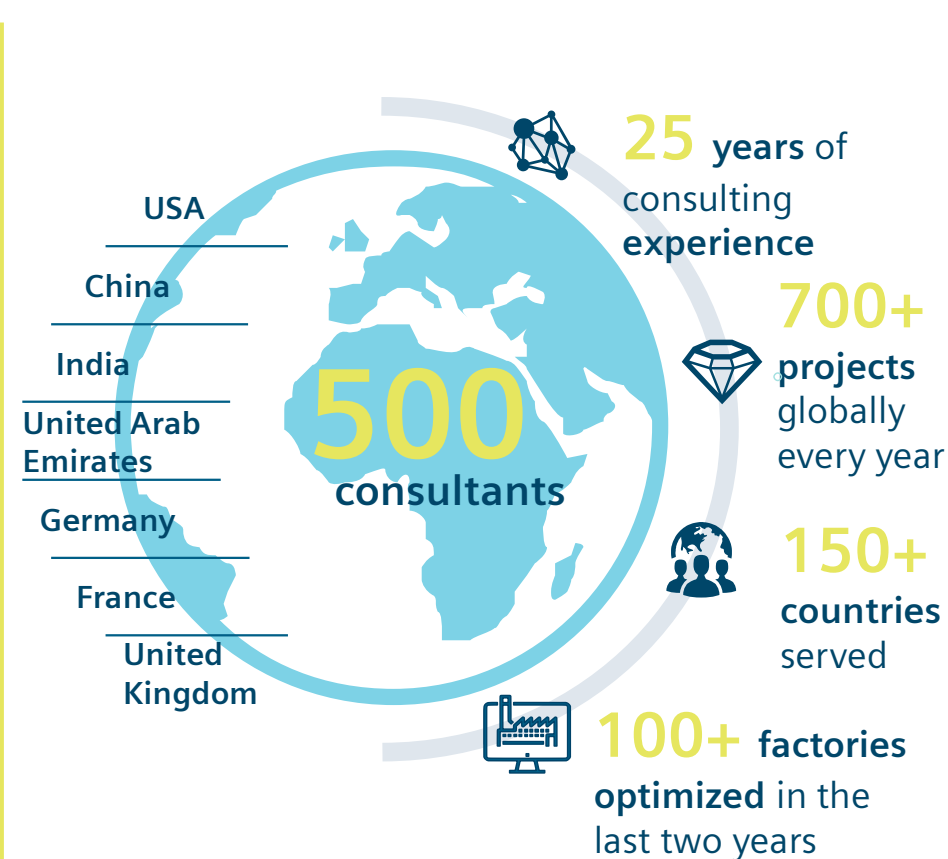 USA
China
India
United Arab
Emirates
Germany
France
United
Kingdom
500
consultants
25 years of
consulting
experience
700+
projects
globally
every year
150+
countries
served
100+ factories
optimized in the
last two years